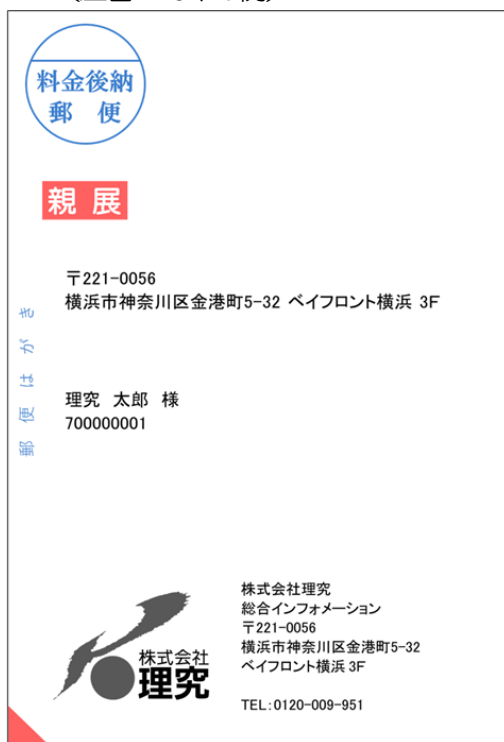 料金後納
郵 便
親 展
〒221-0056
横浜市神奈川区金港町5-32 ベイフロント横浜 3F
郵便はがき
理究 太郎 様
700000001
株式会社
理究
株式会社理究
総合インフォメーション
〒221-0056
横浜市神奈川区金港町5-32
ベイフロント横浜 3F
TEL:0120-009-951